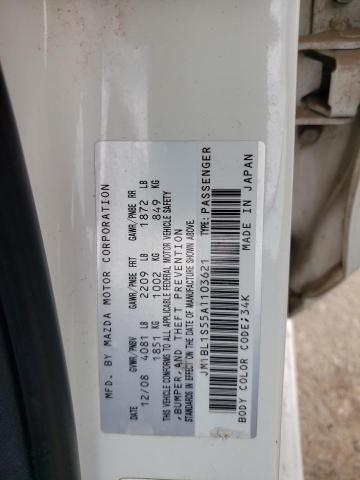 MFD. BY MAZDA MOTOR CORPORATION
DATE GVWR/PNBV GAWR/PNBE FRT GAWR/PNBE RR
12/08 4081 LB 2209 LB 1872 LB
1851 KG 1002 KG 849 KG
THIS VEHICLE CONFORMS TO ALL APPLICABLE FEDERAL MOTOR VEHICLE SAFETY
,BUMPER,AND THEFT PREVENTION
STANDARDS IN EFFECT ON THE DATE OF MANUFACTURE SHOWN ABOVE.
JM1BL1S55A1103621 TYPE: PASSENGER
BODY COLOR CODE;34K MADE IN JAPAN